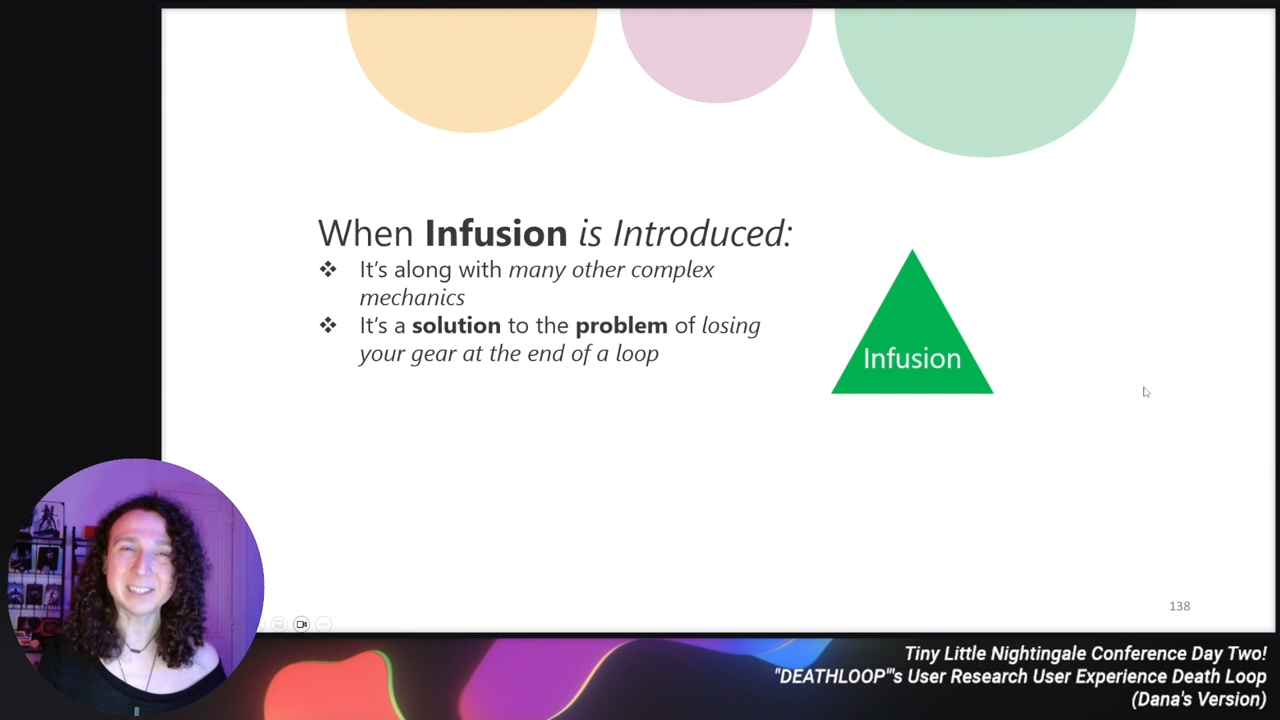 When Infusion is Introduced:
❖ It's along with many other complex
mechanics
❖ It's a solution to the problem of losing
your gear at the end of a loop
Infusion
138
Tiny Little Nightingale Conference Day Two!
"DEATHLOOP"'s User Research User Experience Death Loop
(Dana's Version)